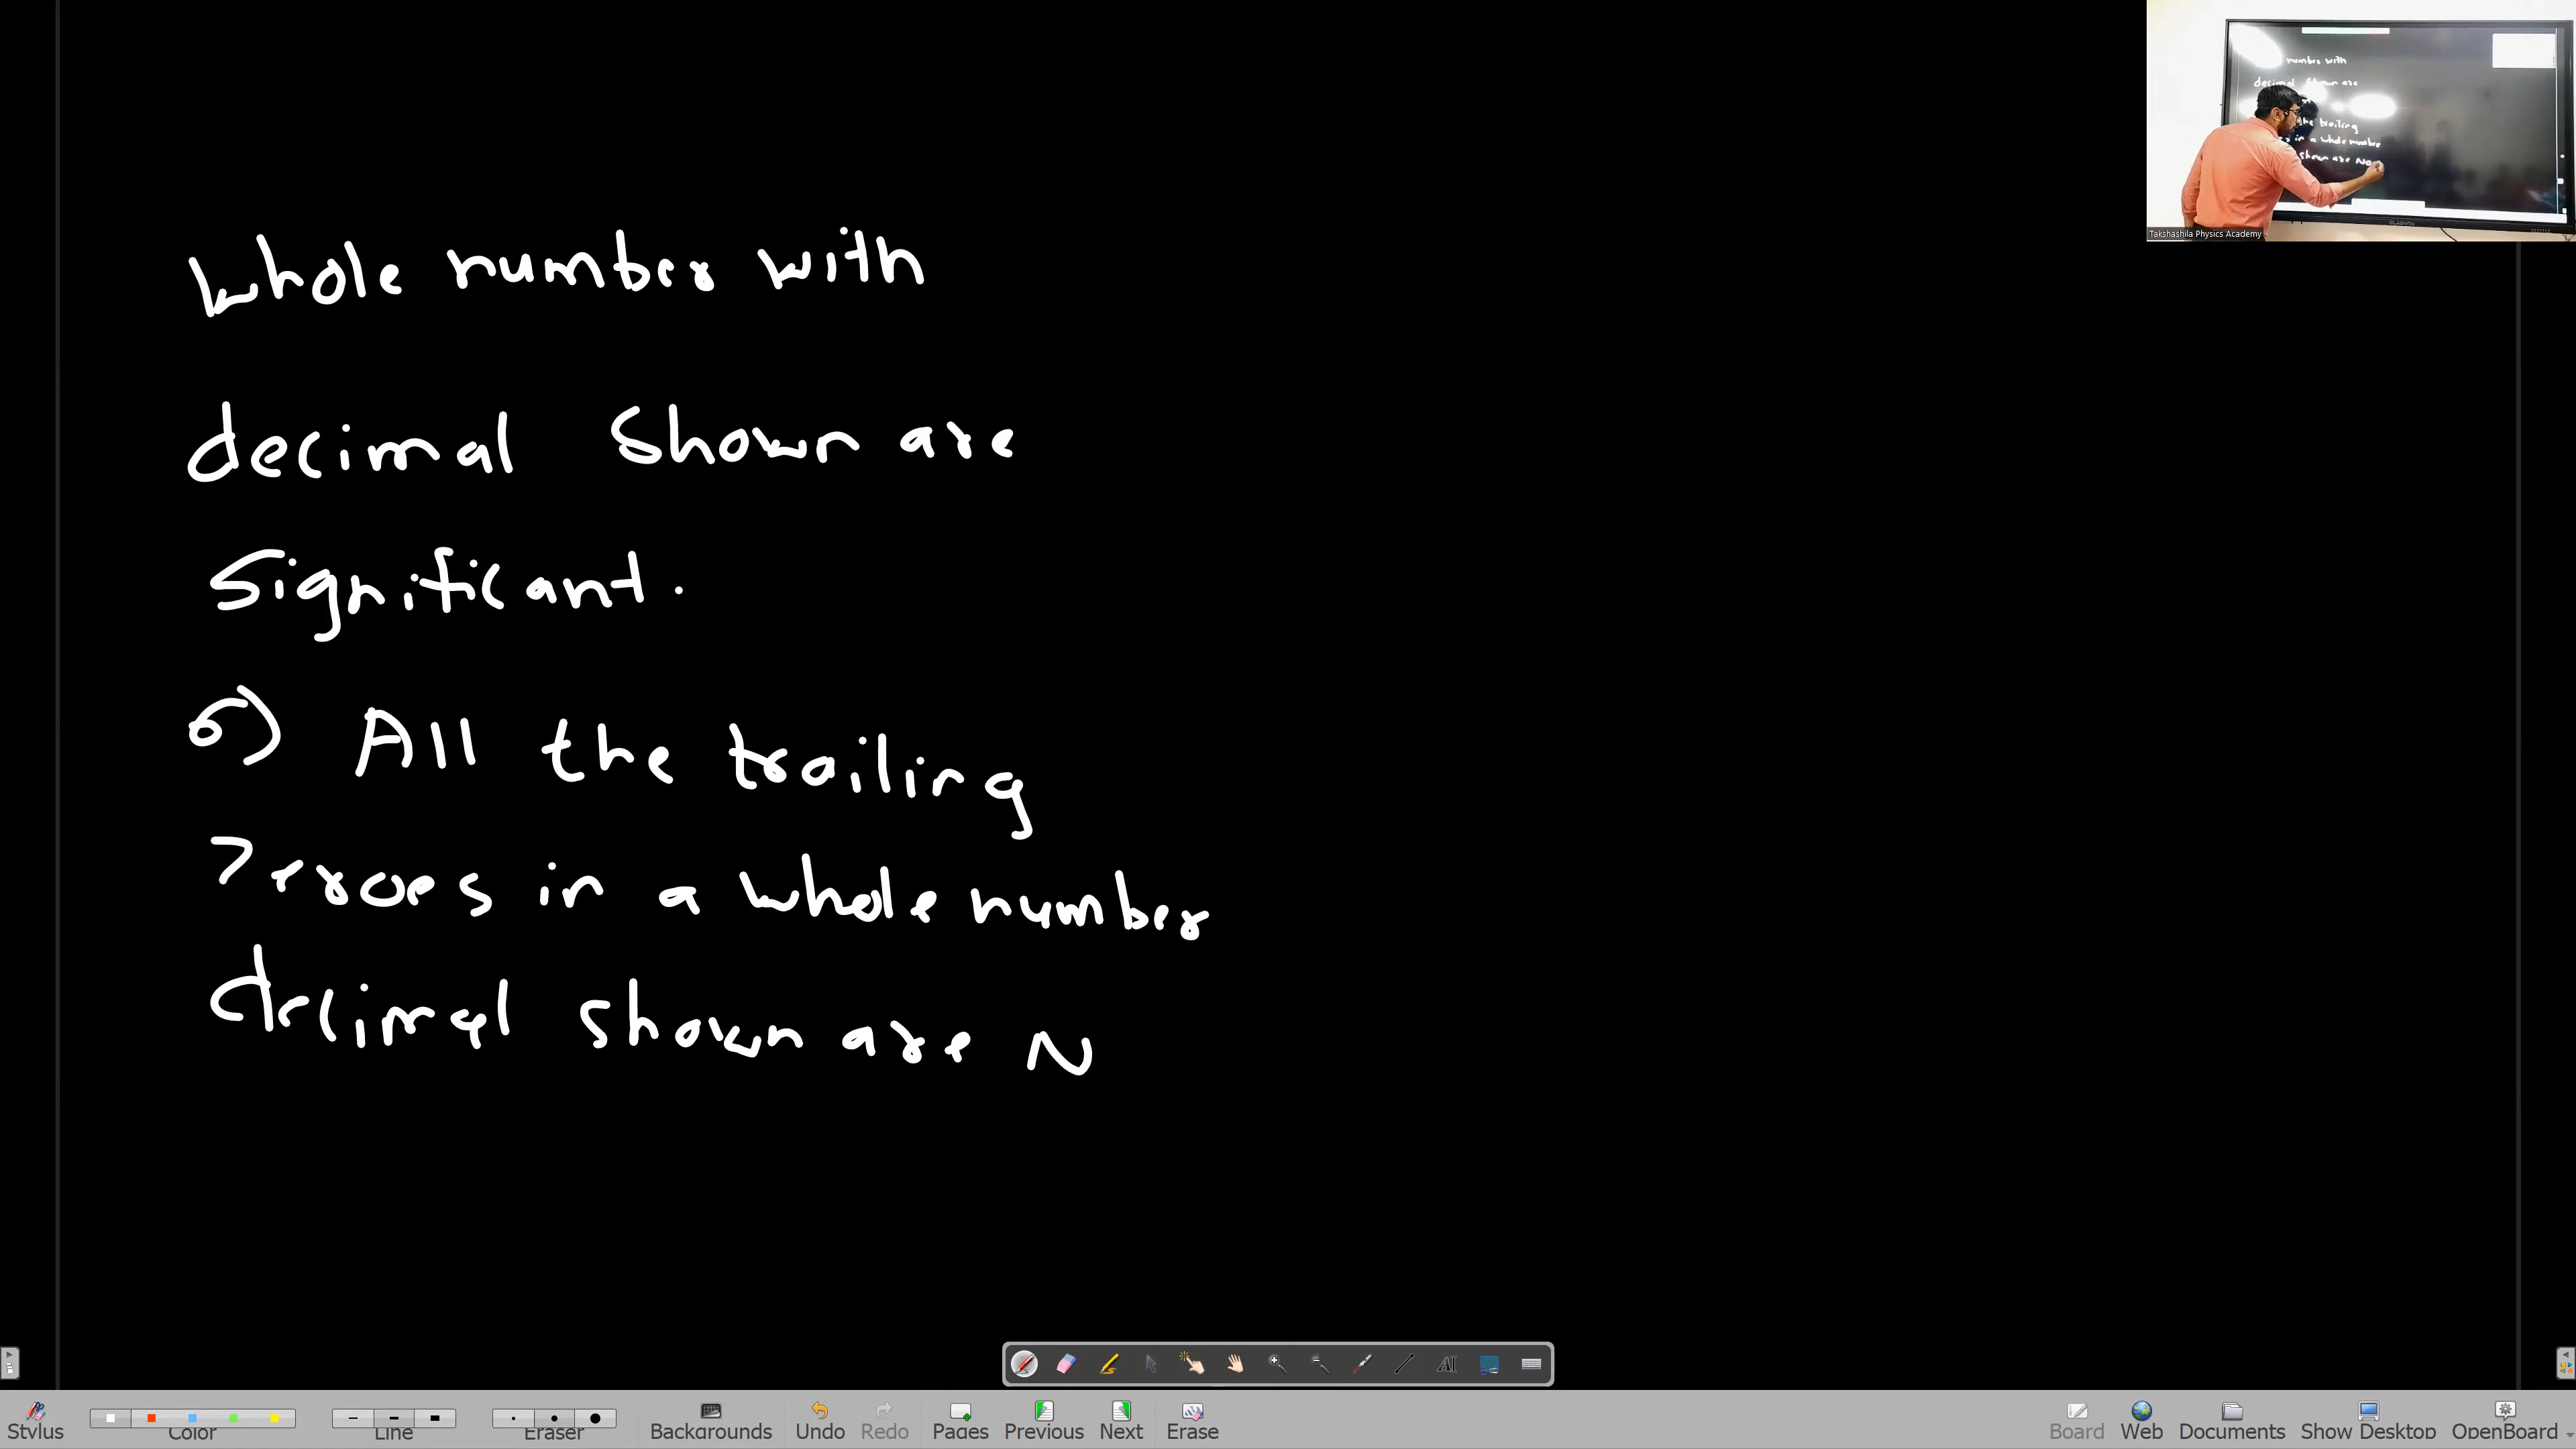 Takshashila Physics Academy
whole number with
decimal Shown are
Significant.
6) All the trailing
zeroes in a whole number
decimal shown are N
Stylus Color Line Eraser Backgrounds Undo Redo Pages Previous Next Erase Board Web Documents Show Desktop OpenBoard